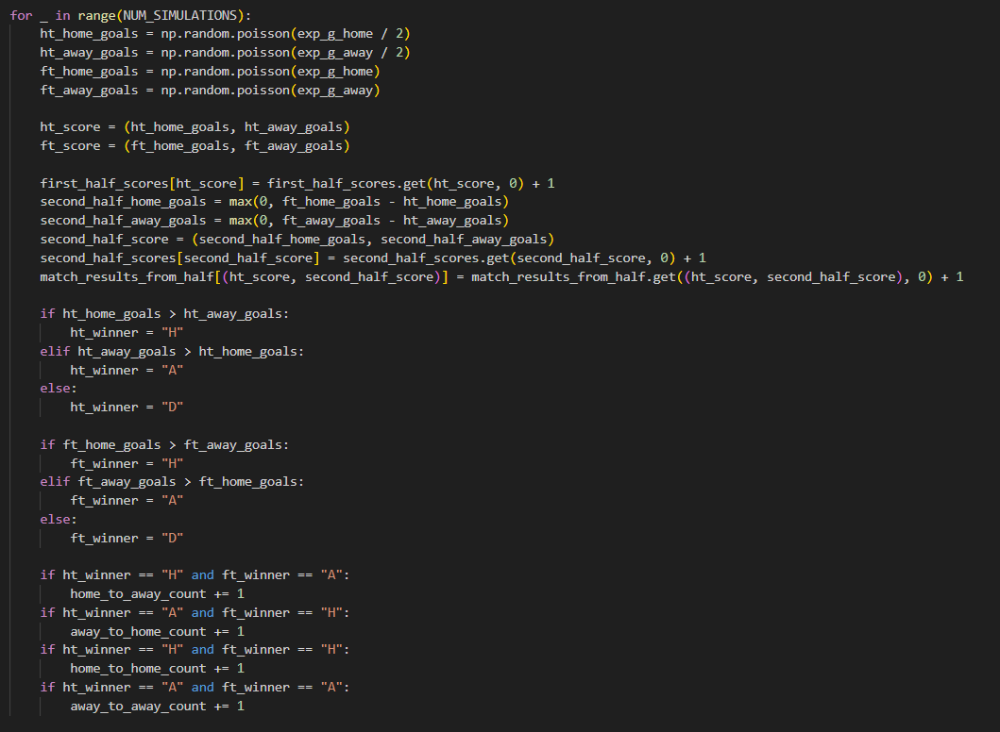 for _ in range(NUM_SIMULATIONS):
    ht_home_goals = np.random.poisson(exp_g_home / 2)
    ht_away_goals = np.random.poisson(exp_g_away / 2)
    ft_home_goals = np.random.poisson(exp_g_home)
    ft_away_goals = np.random.poisson(exp_g_away)

    ht_score = (ht_home_goals, ht_away_goals)
    ft_score = (ft_home_goals, ft_away_goals)

    first_half_scores[ht_score] = first_half_scores.get(ht_score, 0) + 1
    second_half_home_goals = max(0, ft_home_goals - ht_home_goals)
    second_half_away_goals = max(0, ft_away_goals - ht_away_goals)
    second_half_score = (second_half_home_goals, second_half_away_goals)
    second_half_scores[second_half_score] = second_half_scores.get(second_half_score, 0) + 1
    match_results_from_half[(ht_score, second_half_score)] = match_results_from_half.get((ht_score, second_half_score), 0) + 1

    if ht_home_goals > ht_away_goals:
        ht_winner = "H"
    elif ht_away_goals > ht_home_goals:
        ht_winner = "A"
    else:
        ht_winner = "D"

    if ft_home_goals > ft_away_goals:
        ft_winner = "H"
    elif ft_away_goals > ft_home_goals:
        ft_winner = "A"
    else:
        ft_winner = "D"

    if ht_winner == "H" and ft_winner == "A":
        home_to_away_count += 1
    if ht_winner == "A" and ft_winner == "H":
        away_to_home_count += 1
    if ht_winner == "H" and ft_winner == "H":
        home_to_home_count += 1
    if ht_winner == "A" and ft_winner == "A":
        away_to_away_count += 1